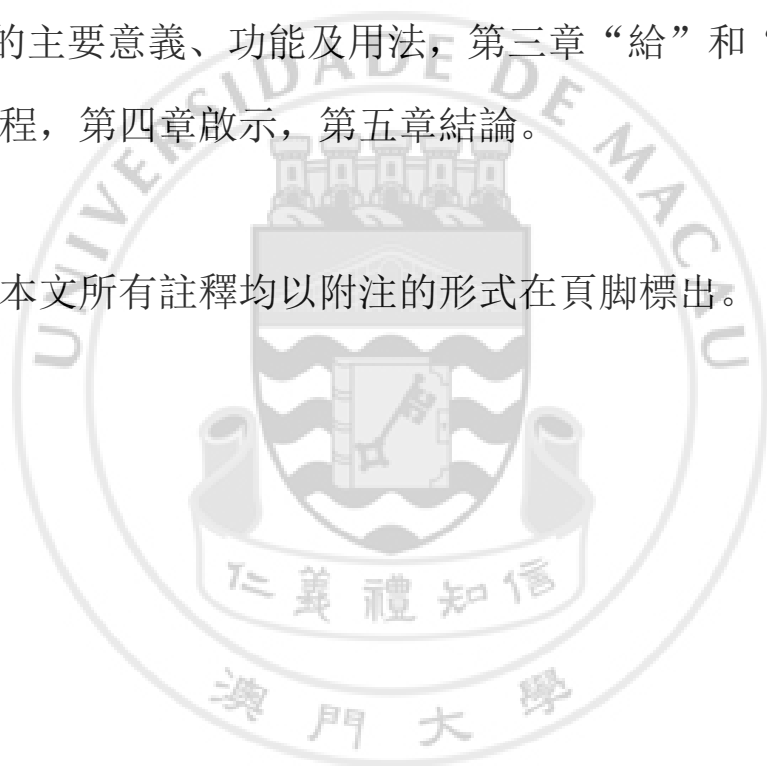 的主要意義、功能及用法，第三章“給”和“
程，第四章啟示，第五章結論。
本文所有註釋均以附注的形式在頁脚標出。
UNIVERSIDADE DE MACAU
仁義禮知信
澳門大學